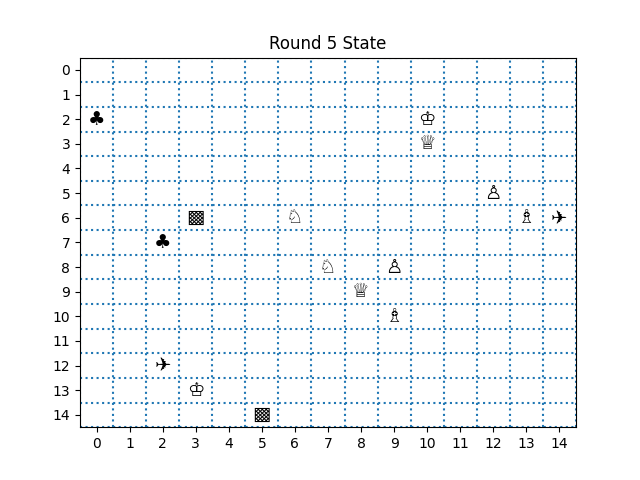 Round 5 State
0
1
2 ♣ ♔
3 ♕
4
5 ♙
6 ▩ ♘ ♗ ✈
7 ♣
8 ♘ ♙
9 ♕
10 ♗
11
12 ✈
13 ♔
14 ▩
0 1 2 3 4 5 6 7 8 9 10 11 12 13 14